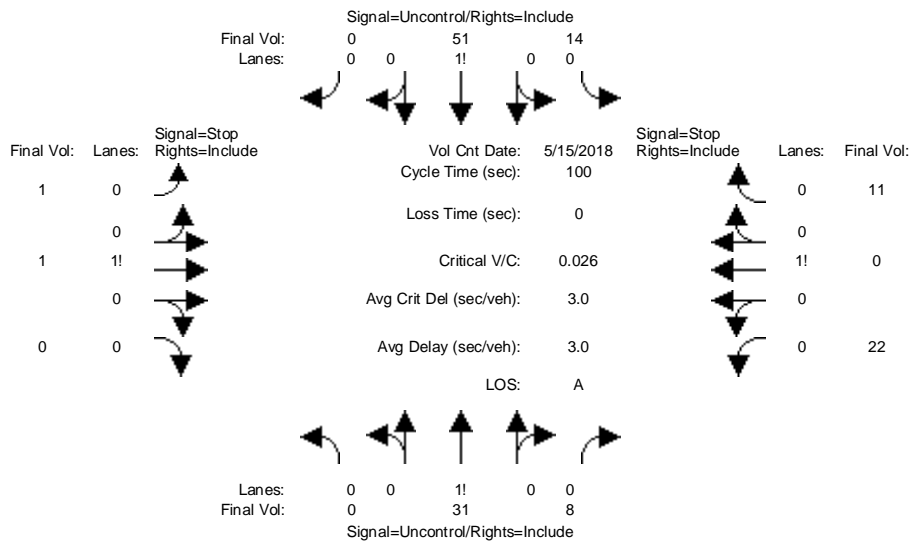 Signal=Uncontrol/Rights=Include
Final Vol: 0 51 14
Lanes: 0 0 1! 0 0
Signal=Stop
Final Vol: Lanes: Rights=Include
Vol Cnt Date: 5/15/2018
Signal=Stop
Rights=Include Lanes: Final Vol:
Cycle Time (sec): 100
1 0
0 11
Loss Time (sec): 0
0
0
1 1!
Critical V/C: 0.026
1! 0
0
Avg Crit Del (sec/veh): 3.0
0
0 0
Avg Delay (sec/veh): 3.0
0 22
LOS: A
Lanes: 0 0 1! 0 0
Final Vol: 0 31 8
Signal=Uncontrol/Rights=Include